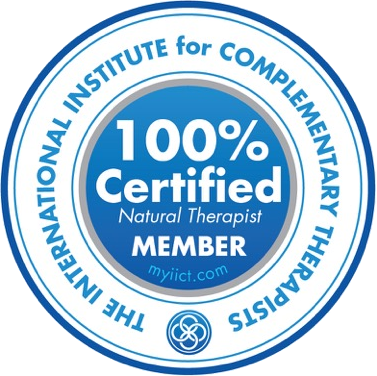 THE INTERNATIONAL INSTITUTE for COMPLEMENTARY THERAPISTS
100%
Certified
Natural Therapist
MEMBER
myiict.com